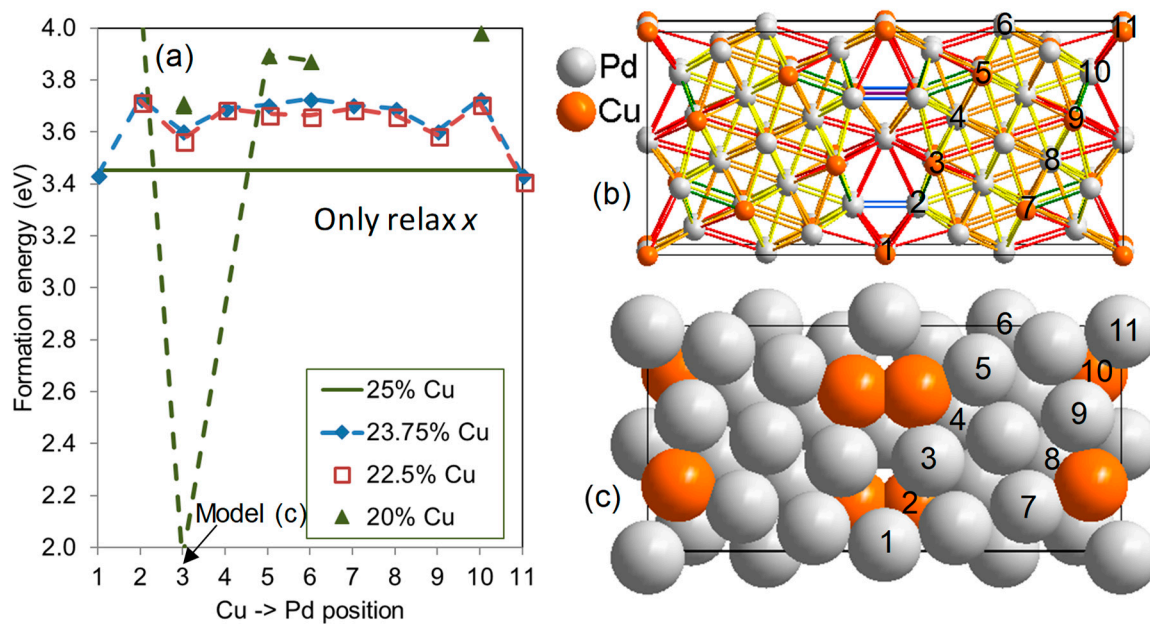 (a)
4.0
3.8
3.6
3.4
3.2
3.0
2.8
2.6
2.4
2.2
2.0
Formation energy (eV)
Only relax x
25% Cu
23.75% Cu
22.5% Cu
20% Cu
Model (c)
1 2 3 4 5 6 7 8 9 10 11
Cu -> Pd position
Pd
Cu
(b)
6 11
5 10
4 9
3 8
2 7
1
(c)
6 11
5 10
4 9
3 8
2 7
1